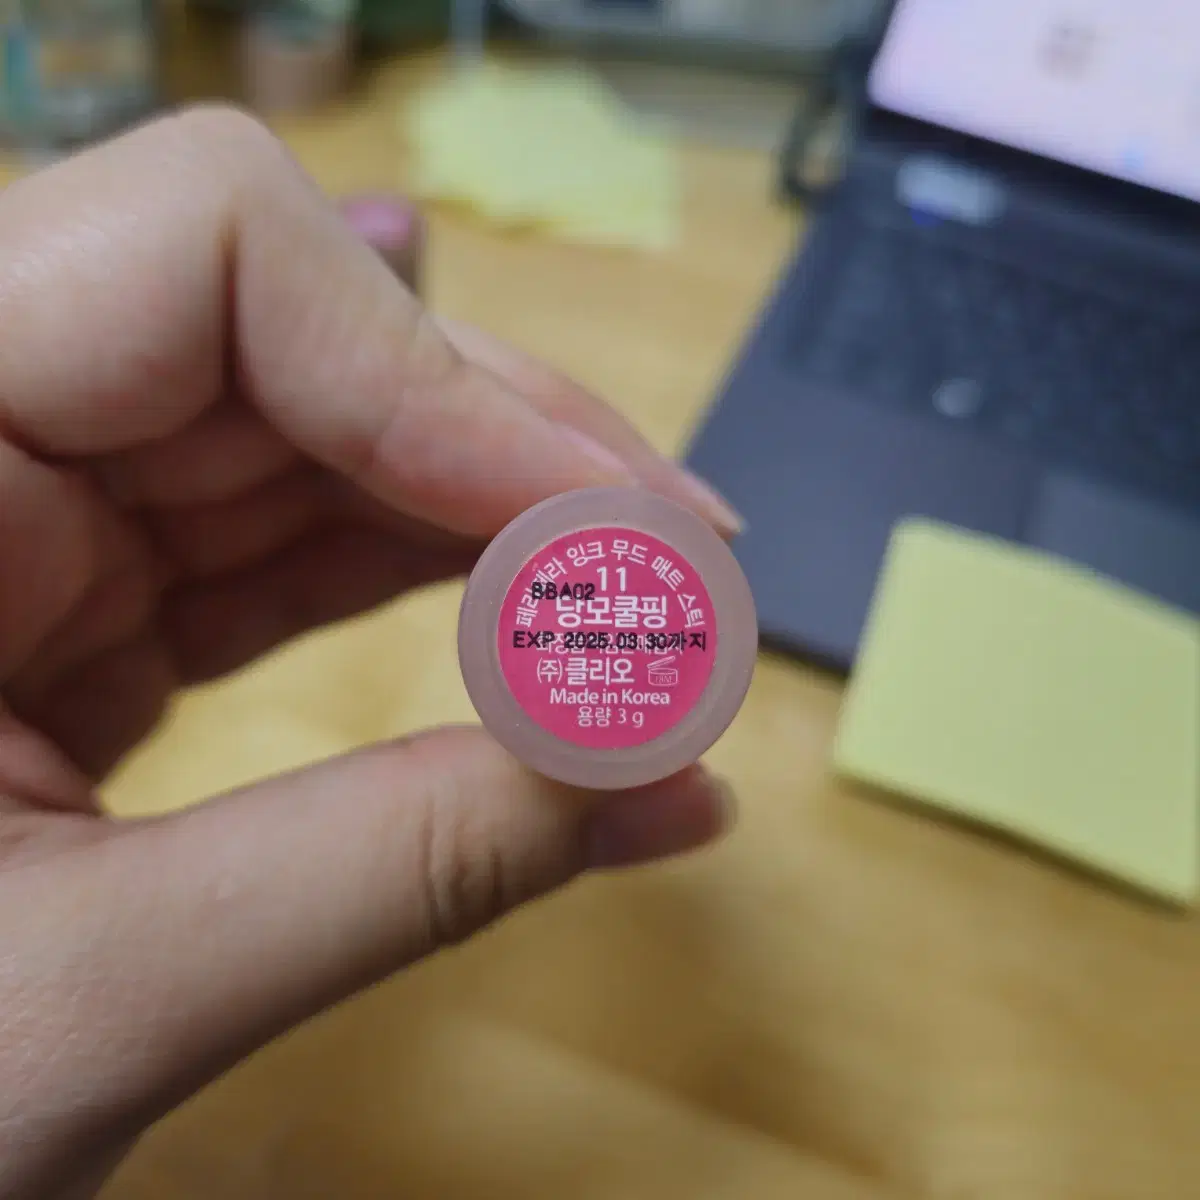 페리페라 잉크 무드 매트 스틱
11
BBA02
당모쿨핑
EXP 2025.03.30까지
(주)클리오
Made in Korea
용량 3 g